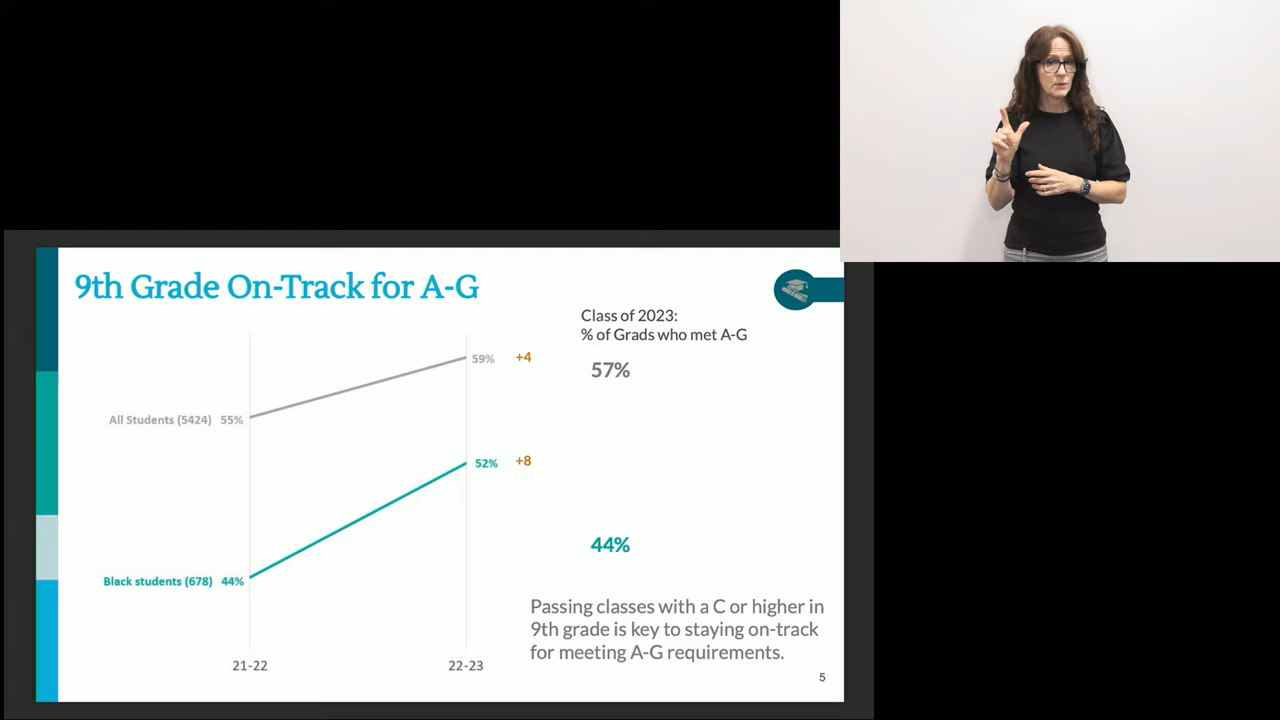 9th Grade On-Track for A-G
Class of 2023:
% of Grads who met A-G
59% +4
57%
All Students (5424) 55%
52% +8
44%
Black students (678) 44%
Passing classes with a C or higher in
9th grade is key to staying on-track
for meeting A-G requirements.
21-22 22-23
5